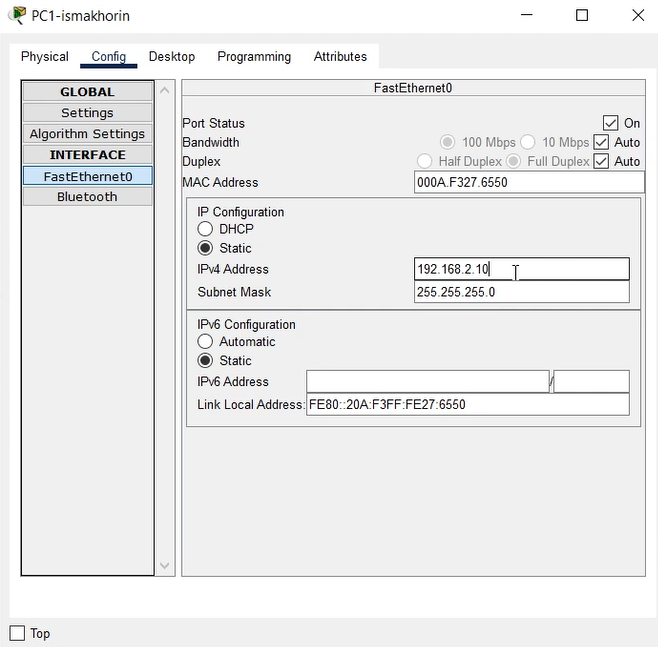 PC1-ismakhorin
Physical Config Desktop Programming Attributes
GLOBAL
Settings
Algorithm Settings
INTERFACE
FastEthernet0
Bluetooth
FastEthernet0
Port Status On
Bandwidth 100 Mbps 10 Mbps Auto
Duplex Half Duplex Full Duplex Auto
MAC Address 000A.F327.6550
IP Configuration
DHCP
Static
IPv4 Address 192.168.2.10
Subnet Mask 255.255.255.0
IPv6 Configuration
Automatic
Static
IPv6 Address /
Link Local Address: FE80::20A:F3FF:FE27:6550
Top